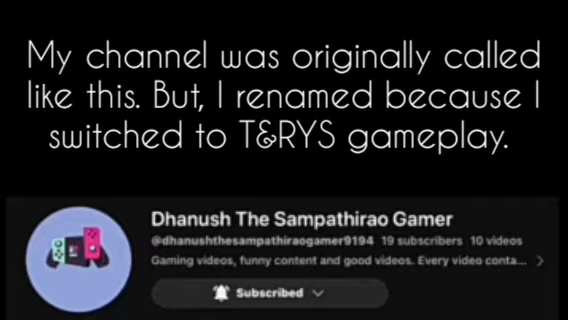 My channel was originally called
like this. But, I renamed because I
switched to T&RYS gameplay.
Dhanush The Sampathirao Gamer
@dhanushthesampathiraogamer9194 19 subscribers 10 videos
Gaming videos, funny content and good videos. Every video conta...
Subscribed